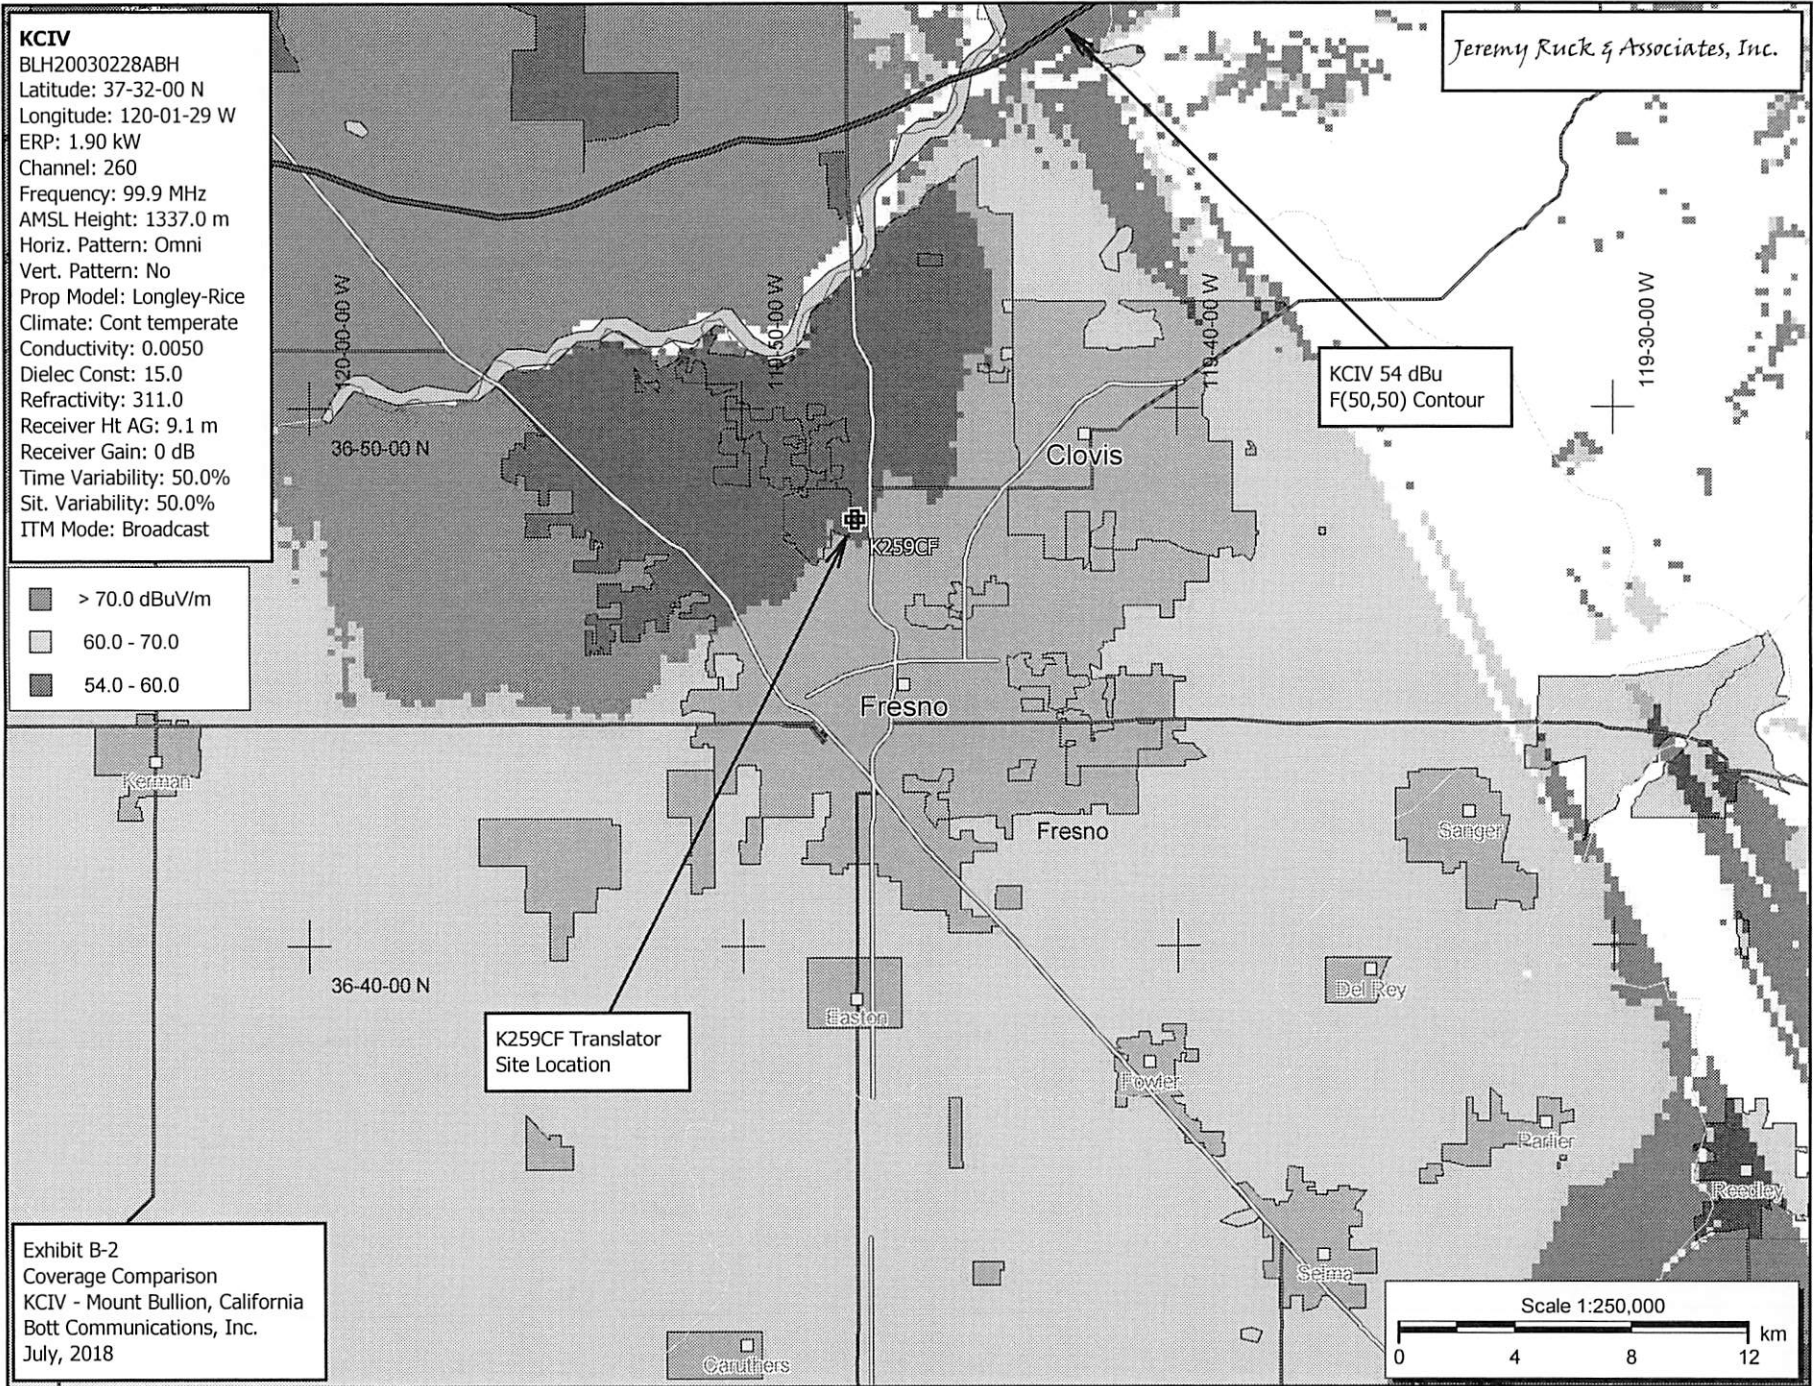 KCIV
BLH20030228ABH
Latitude: 37-32-00 N
Longitude: 120-01-29 W
ERP: 1.90 kW
Channel: 260
Frequency: 99.9 MHz
AMSL Height: 1337.0 m
Horiz. Pattern: Omni
Vert. Pattern: No
Prop Model: Longley-Rice
Climate: Cont temperate
Conductivity: 0.0050
Dielec Const: 15.0
Refractivity: 311.0
Receiver Ht AG: 9.1 m
Receiver Gain: 0 dB
Time Variability: 50.0%
Sit. Variability: 50.0%
ITM Mode: Broadcast
> 70.0 dBuV/m
60.0 - 70.0
54.0 - 60.0
Jeremy Ruck & Associates, Inc.
120-00-00 W
119-50-00 W
119-40-00 W
119-30-00 W
KCIV 54 dBu
F(50,50) Contour
36-50-00 N
Clovis
K259CF
Fresno
Kerman
Fresno
Sanger
36-40-00 N
Del Rey
Easton
K259CF Translator
Site Location
Fowler
Parlier
Reedley
Selma
Caruthers
Exhibit B-2
Coverage Comparison
KCIV - Mount Bullion, California
Bott Communications, Inc.
July, 2018
Scale 1:250,000
km
0 4 8 12